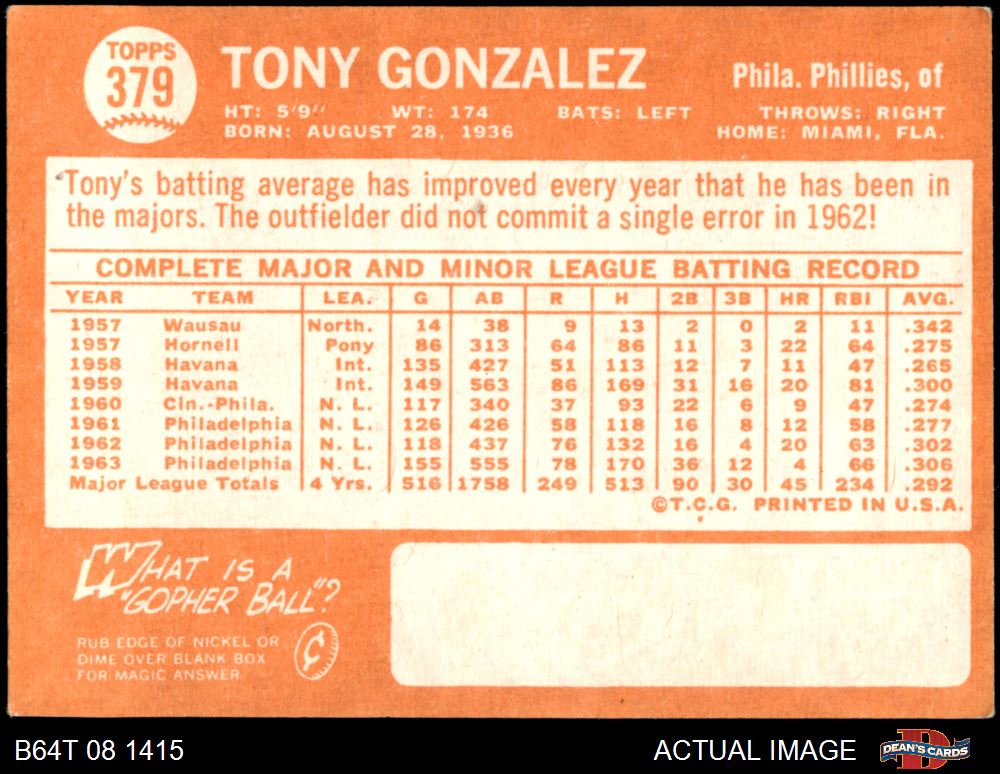 TOPPS
379
TONY GONZALEZ
Phila. Phillies, of
HT: 5'9" WT: 174 BATS: LEFT THROWS: RIGHT
BORN: AUGUST 28, 1936 HOME: MIAMI, FLA.
Tony's batting average has improved every year that he has been in
the majors. The outfielder did not commit a single error in 1962!
COMPLETE MAJOR AND MINOR LEAGUE BATTING RECORD
YEAR TEAM LEA. G AB R H 2B 3B HR RBI AVG.
1957 Wausau North. 14 38 9 13 2 0 2 11 .342
1957 Hornell Pony 86 313 64 86 11 3 22 64 .275
1958 Havana Int. 135 427 51 113 12 7 11 47 .265
1959 Havana Int. 149 563 86 169 31 16 20 81 .300
1960 Cin.-Phila. N. L. 117 340 37 93 22 6 9 47 .274
1961 Philadelphia N. L. 126 426 58 118 16 8 12 58 .277
1962 Philadelphia N. L. 118 437 76 132 16 4 20 63 .302
1963 Philadelphia N. L. 155 555 78 170 36 12 4 66 .306
Major League Totals 4 Yrs. 516 1758 249 513 90 30 45 234 .292
©T.C.G. PRINTED IN U.S.A.
WHAT IS A
"GOPHER BALL"?
RUB EDGE OF NICKEL OR
DIME OVER BLANK BOX
FOR MAGIC ANSWER
¢
B64T 08 1415
ACTUAL IMAGE
DEAN'S CARDS